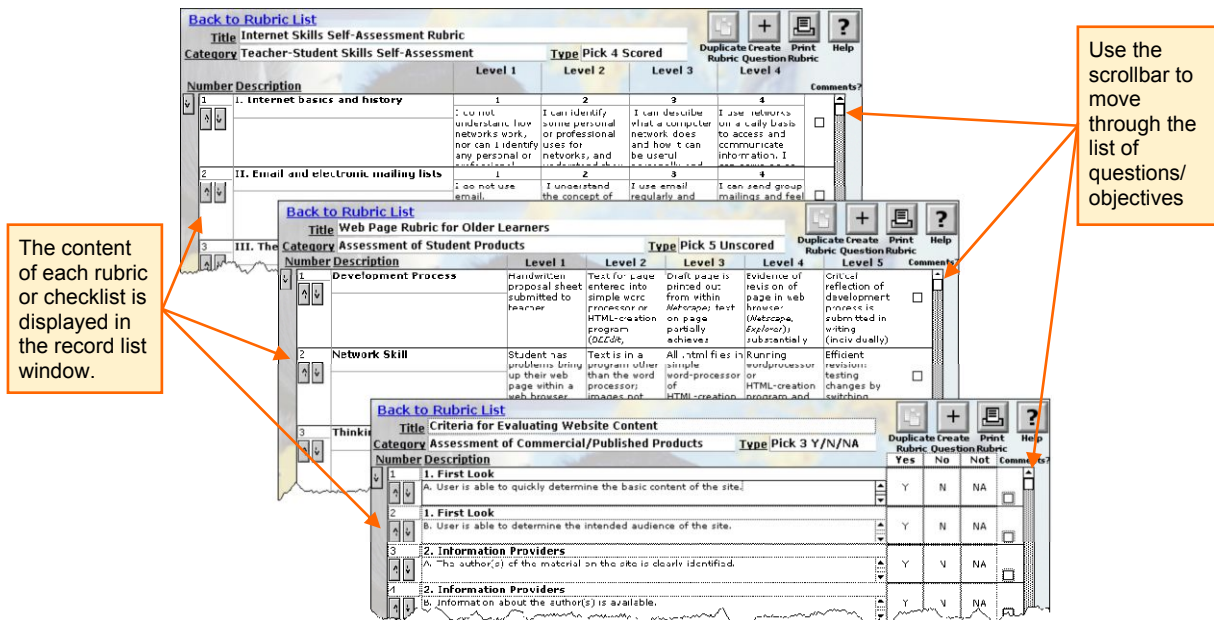 Back to Rubric List
Title Internet Skills Self-Assessment Rubric
Category Teacher-Student Skills Self-Assessment Type Pick 4 Scored
Duplicate Rubric
Create Question
Print Rubric
? Help
Level 1 Level 2 Level 3 Level 4
Number Description Comments?
1 I. Internet basics and history 1 2 3 4
I do not
understand how
networks work,
nor can I identify
any personal or
I can identify
some personal
or professional
uses for
networks, and
I can describe
what a computer
network does
and how it can
be useful
I use networks
on a daily basis
to access and
communicate
information. I
2 II. Email and electronic mailing lists 1 2 3 4
I do not use
email.
I understand
the concept of
I use email
regularly and
I can send group
mailings and feel
3 III. The
Back to Rubric List
Title Web Page Rubric for Older Learners
Category Assessment of Student Products Type Pick 5 Unscored
Duplicate Rubric
Create Question
Print Rubric
? Help
Number Description Level 1 Level 2 Level 3 Level 4 Level 5 Comments?
1 Development Process
Handwritten
proposal sheet
submitted to
teacher
Text for page
entered into
simple word
processor or
HTML-creation
program
Draft page is
printed out
from within
Netscape; text
on page
partially
achieves
Evidence of
revision of
page in web
browser
(Netscape,
Explorer);
substantially
Critical
reflection of
development
process is
submitted in
writing
(individually)
2 Network Skill
Student has
problems bring
up their web
page within a
web browser
Text is in a
program other
than the word
processor;
images not
All .html files in
simple
word-processor
of
HTML-creation
Running
wordprocessor
or
HTML-creation
program and
Efficient
revision:
testing
changes by
switching
3 Thinkin
Back to Rubric List
Title Criteria for Evaluating Website Content
Category Assessment of Commercial/Published Products Type Pick 3 Y/N/NA
Duplicate Rubric
Create Question
Print Rubric
? Help
Number Description Yes No Not Comments?
1 1. First Look
A. User is able to quickly determine the basic content of the site. Y N NA
2 1. First Look
B. User is able to determine the intended audience of the site. Y N NA
3 2. Information Providers
A. The author(s) of the material on the site is clearly identified. Y N NA
4 2. Information Providers
B. Information about the author(s) is available. Y N NA
The content
of each rubric
or checklist is
displayed in
the record list
window.
Use the
scrollbar to
move
through the
list of
questions/
objectives